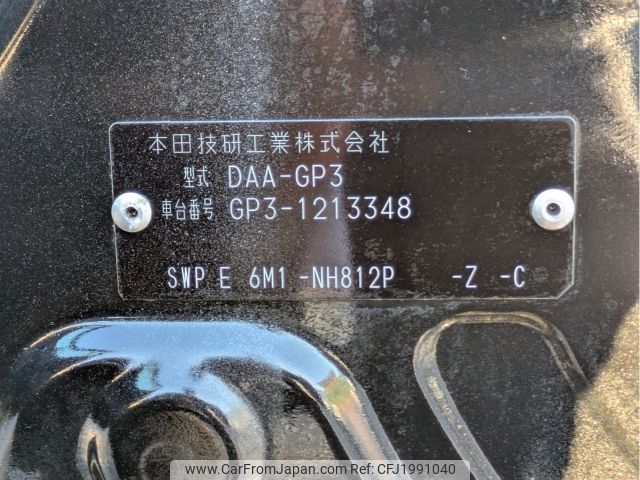 本田技研工業株式会社
型式 DAA-GP3
車台番号 GP3-1213348
SWP E 6M1 -NH812P -Z -C
www.CarFromJapan.com | Ref: CFJ1991040